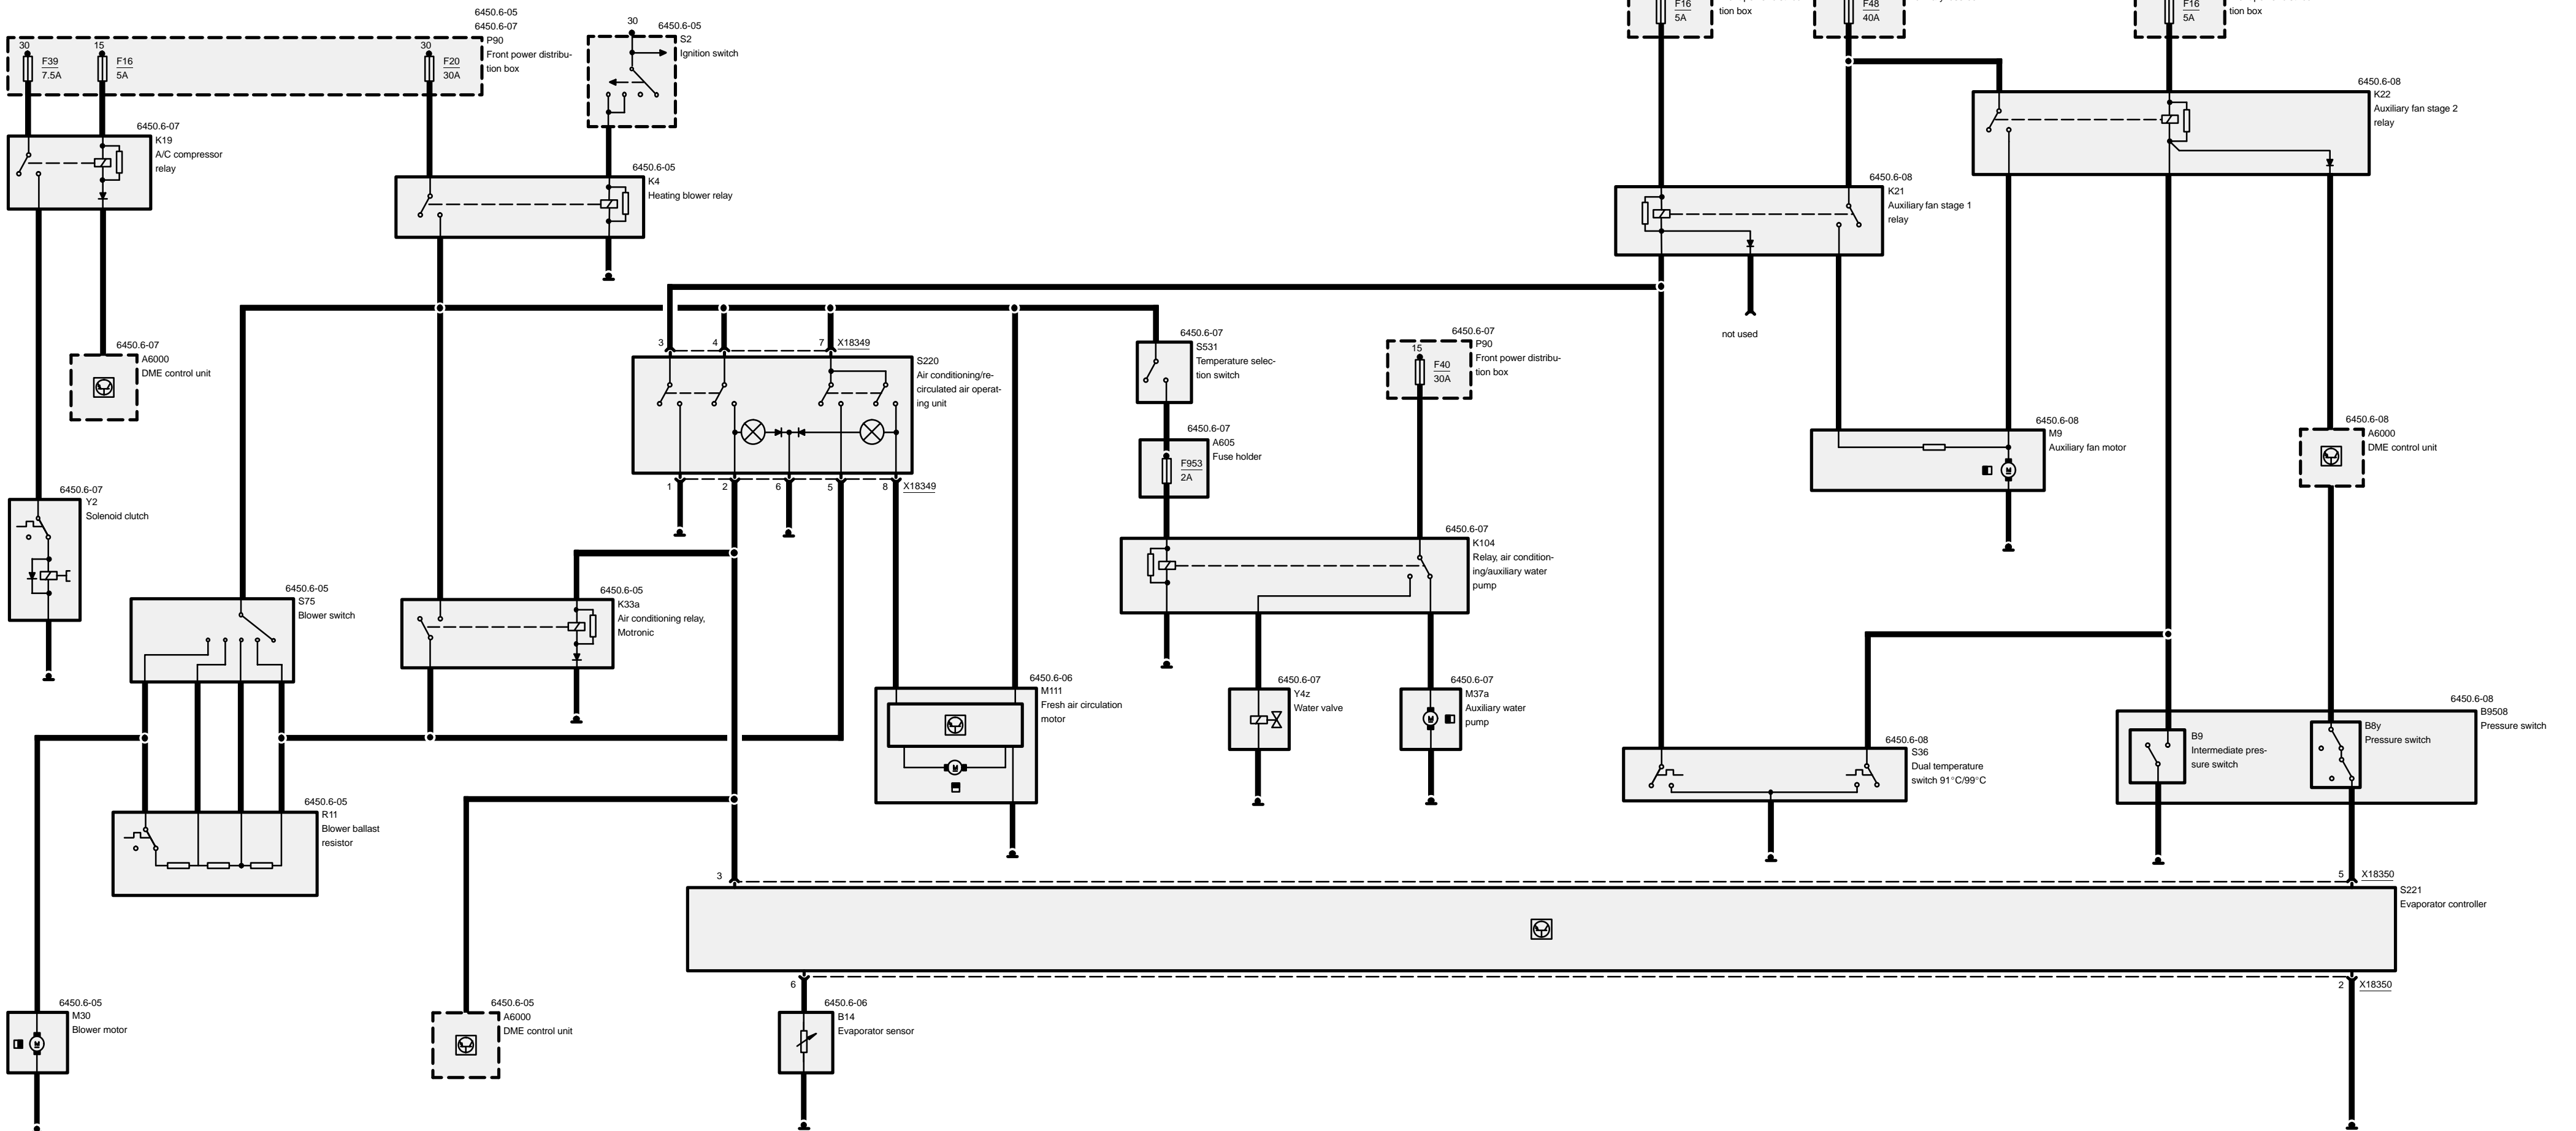 6450.6-05
6450.6-07
P90
Front power distribu-
tion box
30
F39
7.5A
15
F16
5A
30
F20
30A
30
6450.6-05
S2
Ignition switch
F16
5A
tion box
F48
40A
F16
5A
tion box
6450.6-08
K22
Auxiliary fan stage 2
relay
6450.6-07
K19
A/C compressor
relay
6450.6-05
K4
Heating blower relay
6450.6-08
K21
Auxiliary fan stage 1
relay
not used
6450.6-07
A6000
DME control unit
3
4
7
X18349
S220
Air conditioning/re-
circulated air operat-
ing unit
1
2
6
5
8
X18349
6450.6-07
S531
Temperature selec-
tion switch
6450.6-07
P90
Front power distribu-
tion box
15
F40
30A
6450.6-07
A605
Fuse holder
F953
2A
6450.6-08
M9
Auxiliary fan motor
M
6450.6-08
A6000
DME control unit
6450.6-07
Y2
Solenoid clutch
6450.6-07
K104
Relay, air condition-
ing/auxiliary water
pump
6450.6-05
S75
Blower switch
6450.6-05
K33a
Air conditioning relay,
Motronic
6450.6-06
M111
Fresh air circulation
motor
M
6450.6-07
Y4z
Water valve
6450.6-07
M37a
Auxiliary water
pump
M
6450.6-08
S36
Dual temperature
switch 91°C/99°C
6450.6-08
B9508
Pressure switch
B9
Intermediate pres-
sure switch
B8y
Pressure switch
6450.6-05
R11
Blower ballast
resistor
3
5
X18350
S221
Evaporator controller
6
2
X18350
6450.6-05
M30
Blower motor
M
6450.6-05
A6000
DME control unit
6450.6-06
B14
Evaporator sensor